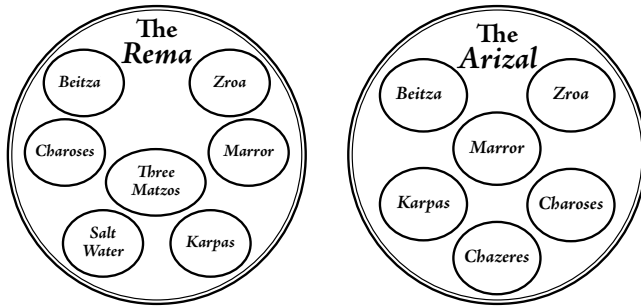 The
Rema
Beitza
Zroa
Charoses
Marror
Three
Matzos
Salt
Water
Karpas
The
Arizal
Beitza
Zroa
Marror
Karpas
Charoses
Chazeres